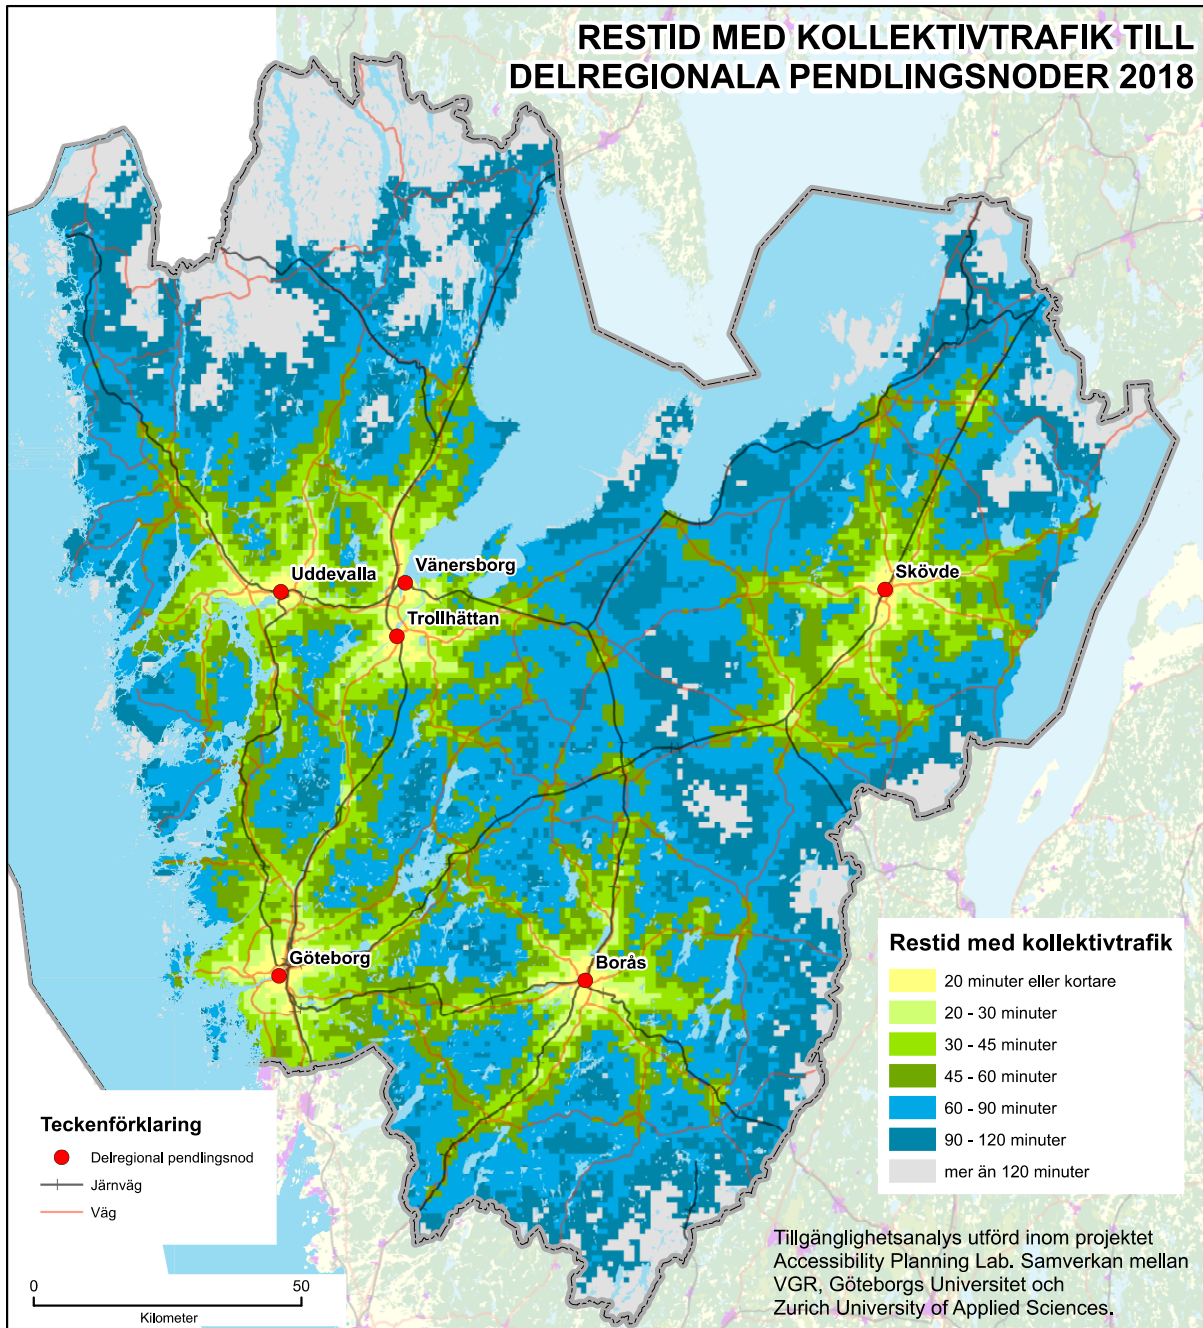 RESTID MED KOLLEKTIVTRAFIK TILL
DELREGIONALA PENDLINGSNODER 2018
Uddevalla
Vänersborg
Trollhättan
Skövde
Göteborg
Borås
Restid med kollektivtrafik
20 minuter eller kortare
20 - 30 minuter
30 - 45 minuter
45 - 60 minuter
60 - 90 minuter
90 - 120 minuter
mer än 120 minuter
Teckenförklaring
Delregional pendlingsnod
Järnväg
Väg
0 50
Kilometer
Tillgänglighetsanalys utförd inom projektet
Accessibility Planning Lab. Samverkan mellan
VGR, Göteborgs Universitet och
Zurich University of Applied Sciences.